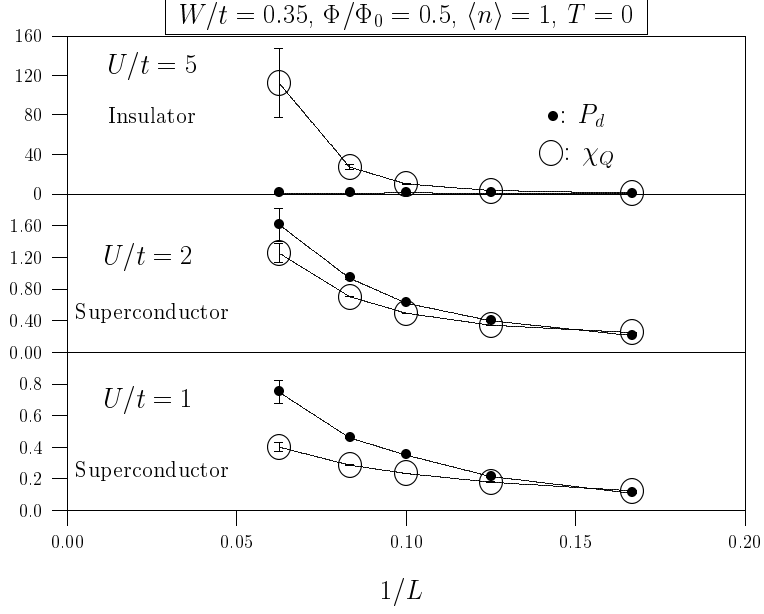 W/t = 0.35, Φ/Φ₀ = 0.5, ⟨n⟩ = 1, T = 0
160
120
80
40
0
U/t = 5
Insulator
●: P_d
○: χ_Q
1.60
1.20
0.80
0.40
0.00
U/t = 2
Superconductor
0.8
0.6
0.4
0.2
0.0
U/t = 1
Superconductor
0.00 0.05 0.10 0.15 0.20
1/L